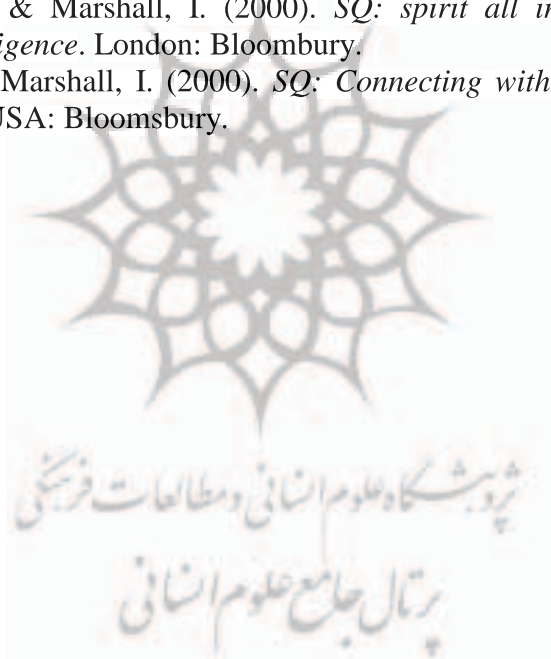 & Marshall, I. (2000). SQ: spirit all in
igence. London: Bloombury.
Marshall, I. (2000). SQ: Connecting with
USA: Bloomsbury.
پژوهشگاه علوم انسانی و مطالعات فرهنگی
پرتال جامع علوم انسانی